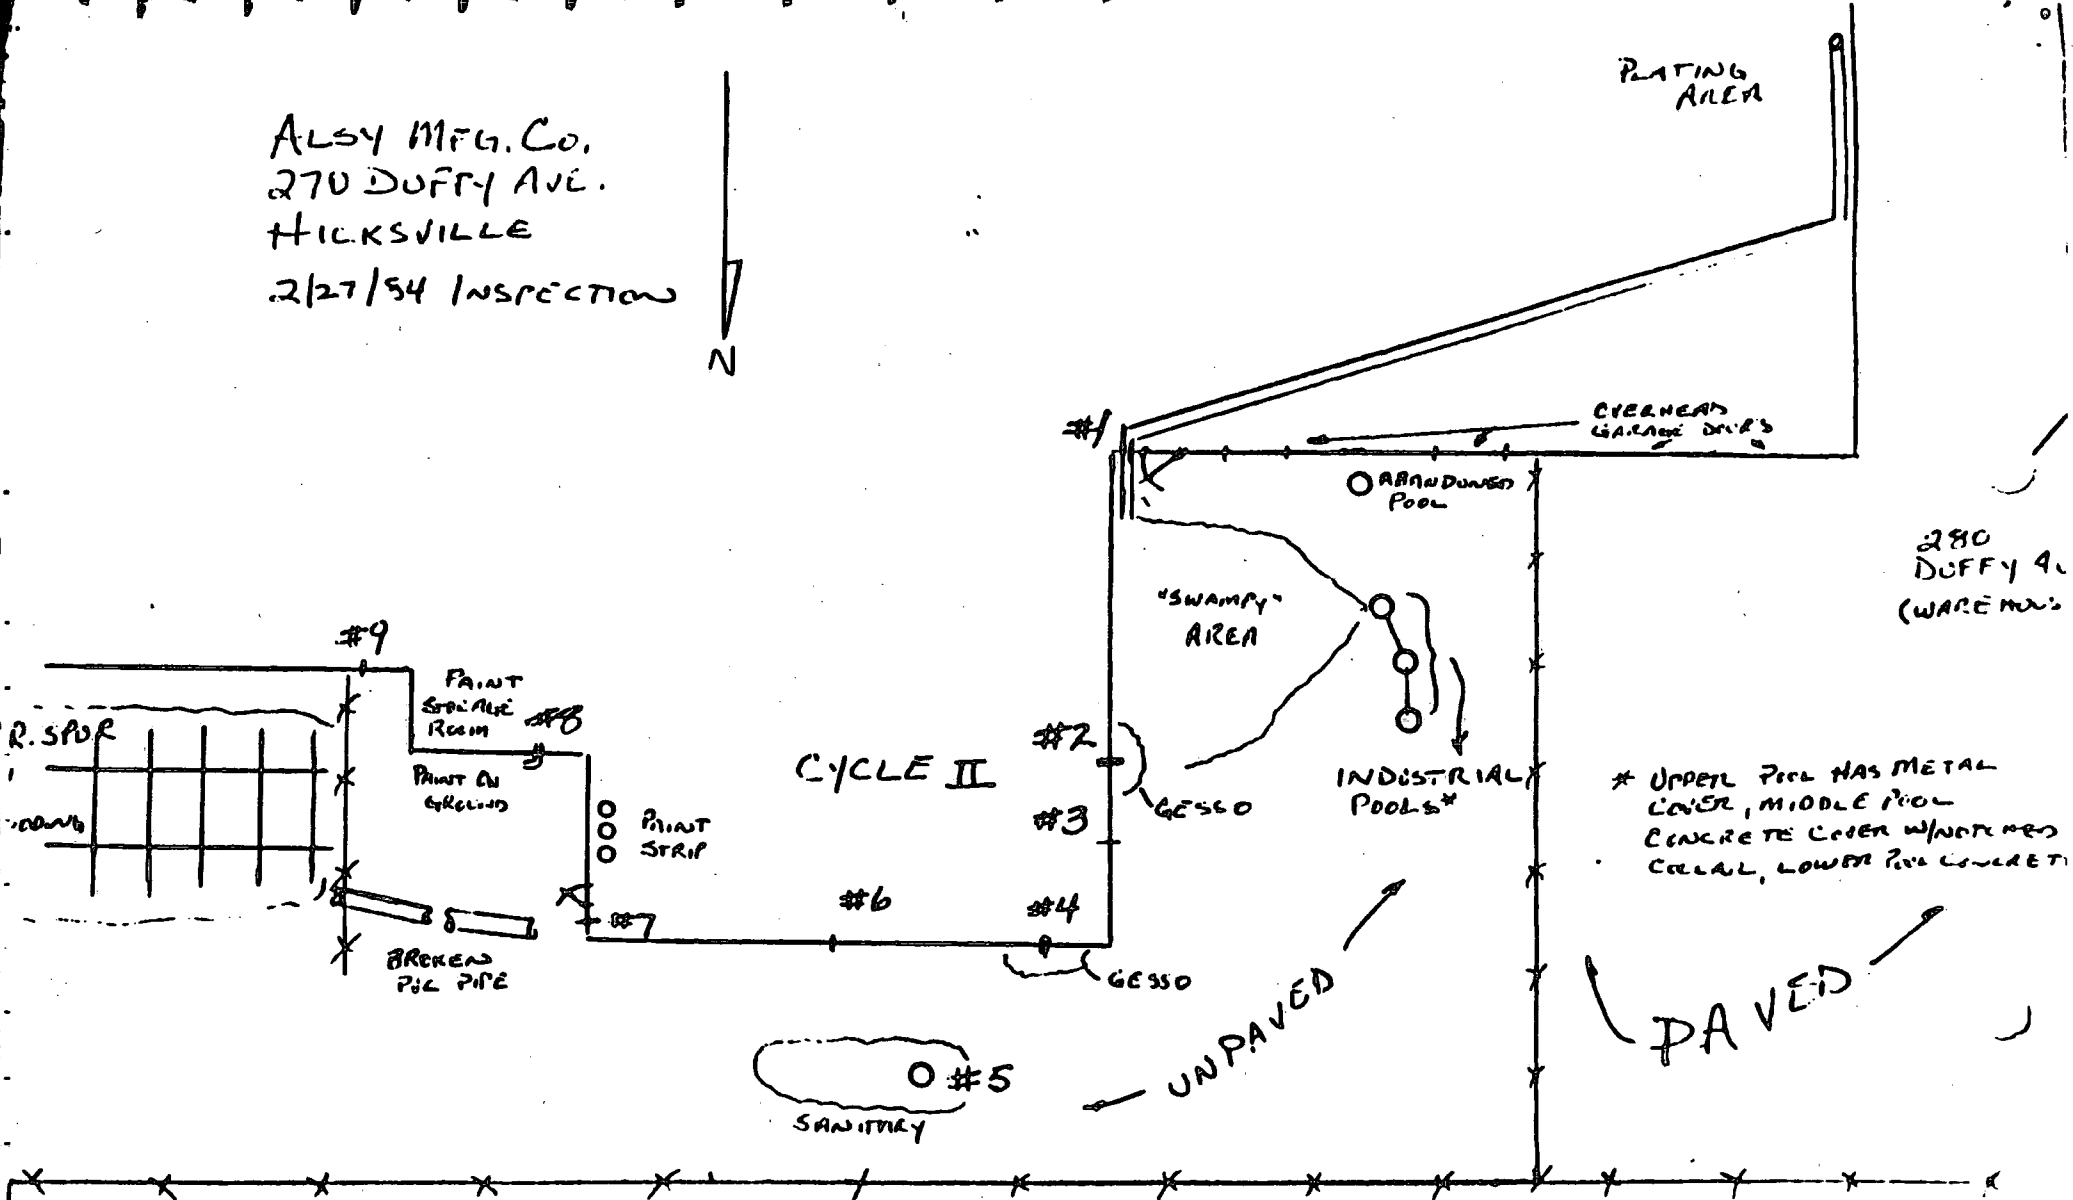 ALSY MFG. CO.
270 DUFFY AVE.
HICKSVILLE
2/27/84 INSPECTION
N
PLATING
AREA
#1
OVERHEAD
GARAGE DOORS
ABANDONED
POOL
280
DUFFY
"SWAMPY"
AREA
#9
PAINT
STORAGE
ROOM
#8
R. SPUR
PAINT ON
GROUND
CYCLE II
#2
GESSO
INDUSTRIAL
POOLS*
* UPPER POOL HAS METAL
COVER, MIDDLE POOL
CONCRETE COVER W/NOTCHED
COLLAR, LOWER POOL
#3
PAINT
STRIP
#6
#4
#7
BROKEN
PVC PIPE
GESSO
UNPAVED
PAVED
#5
SANITARY